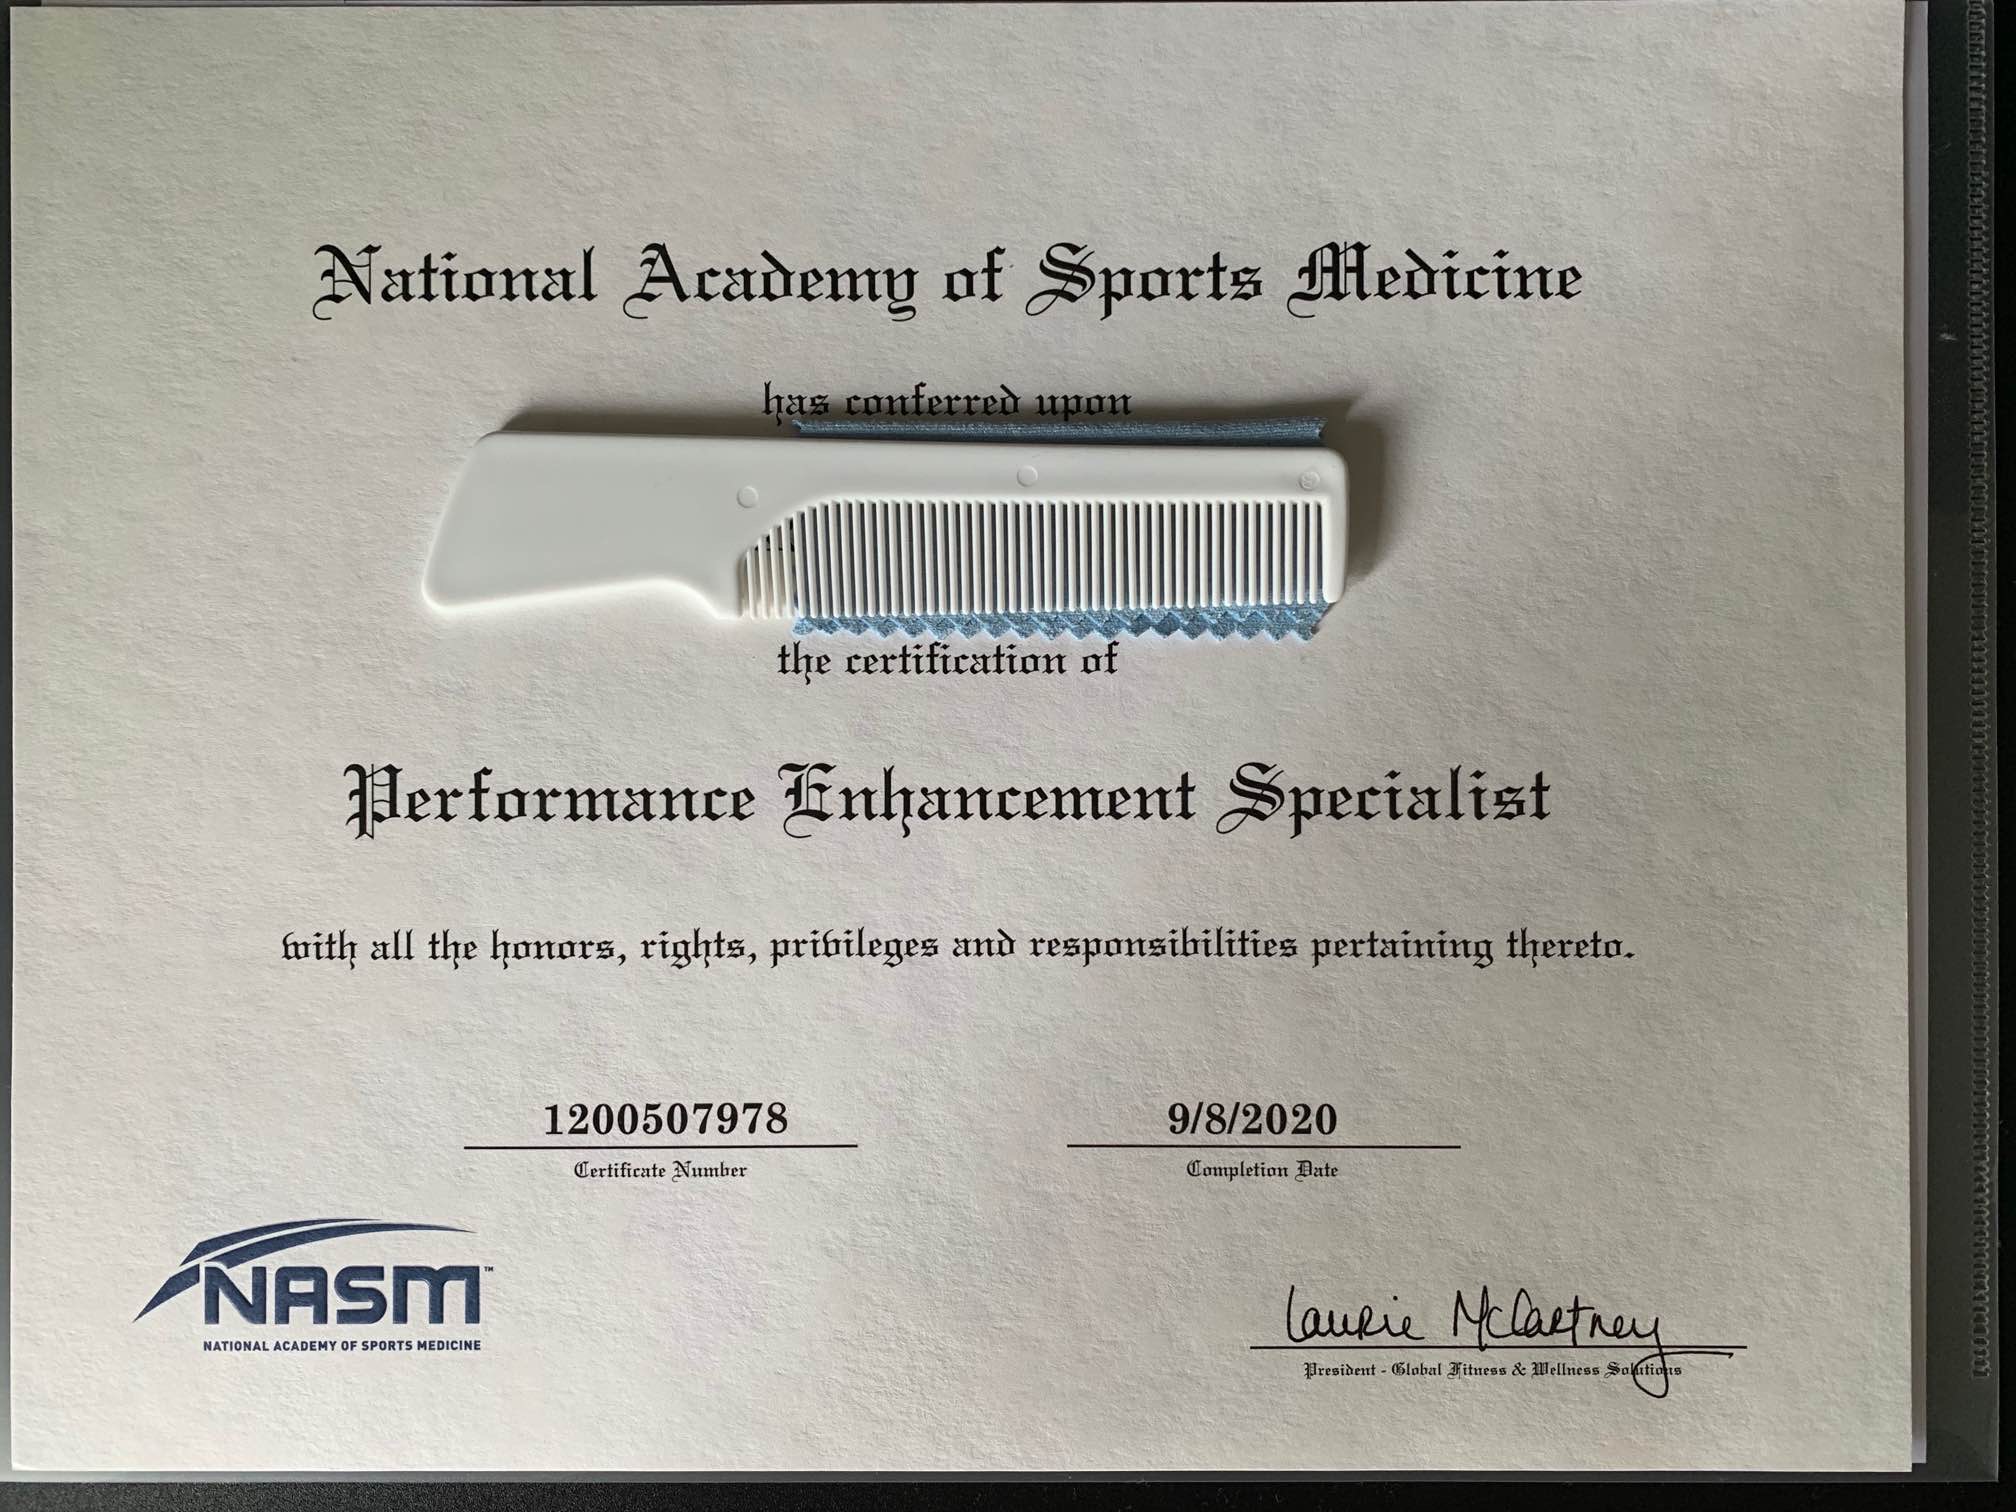 National Academy of Sports Medicine
has conferred upon
the certification of
Performance Enhancement Specialist
with all the honors, rights, privileges and responsibilities pertaining thereto.
1200507978
Certificate Number
9/8/2020
Completion Date
NASM™
NATIONAL ACADEMY OF SPORTS MEDICINE
Laurie McCartney
President - Global Fitness & Wellness Solutions